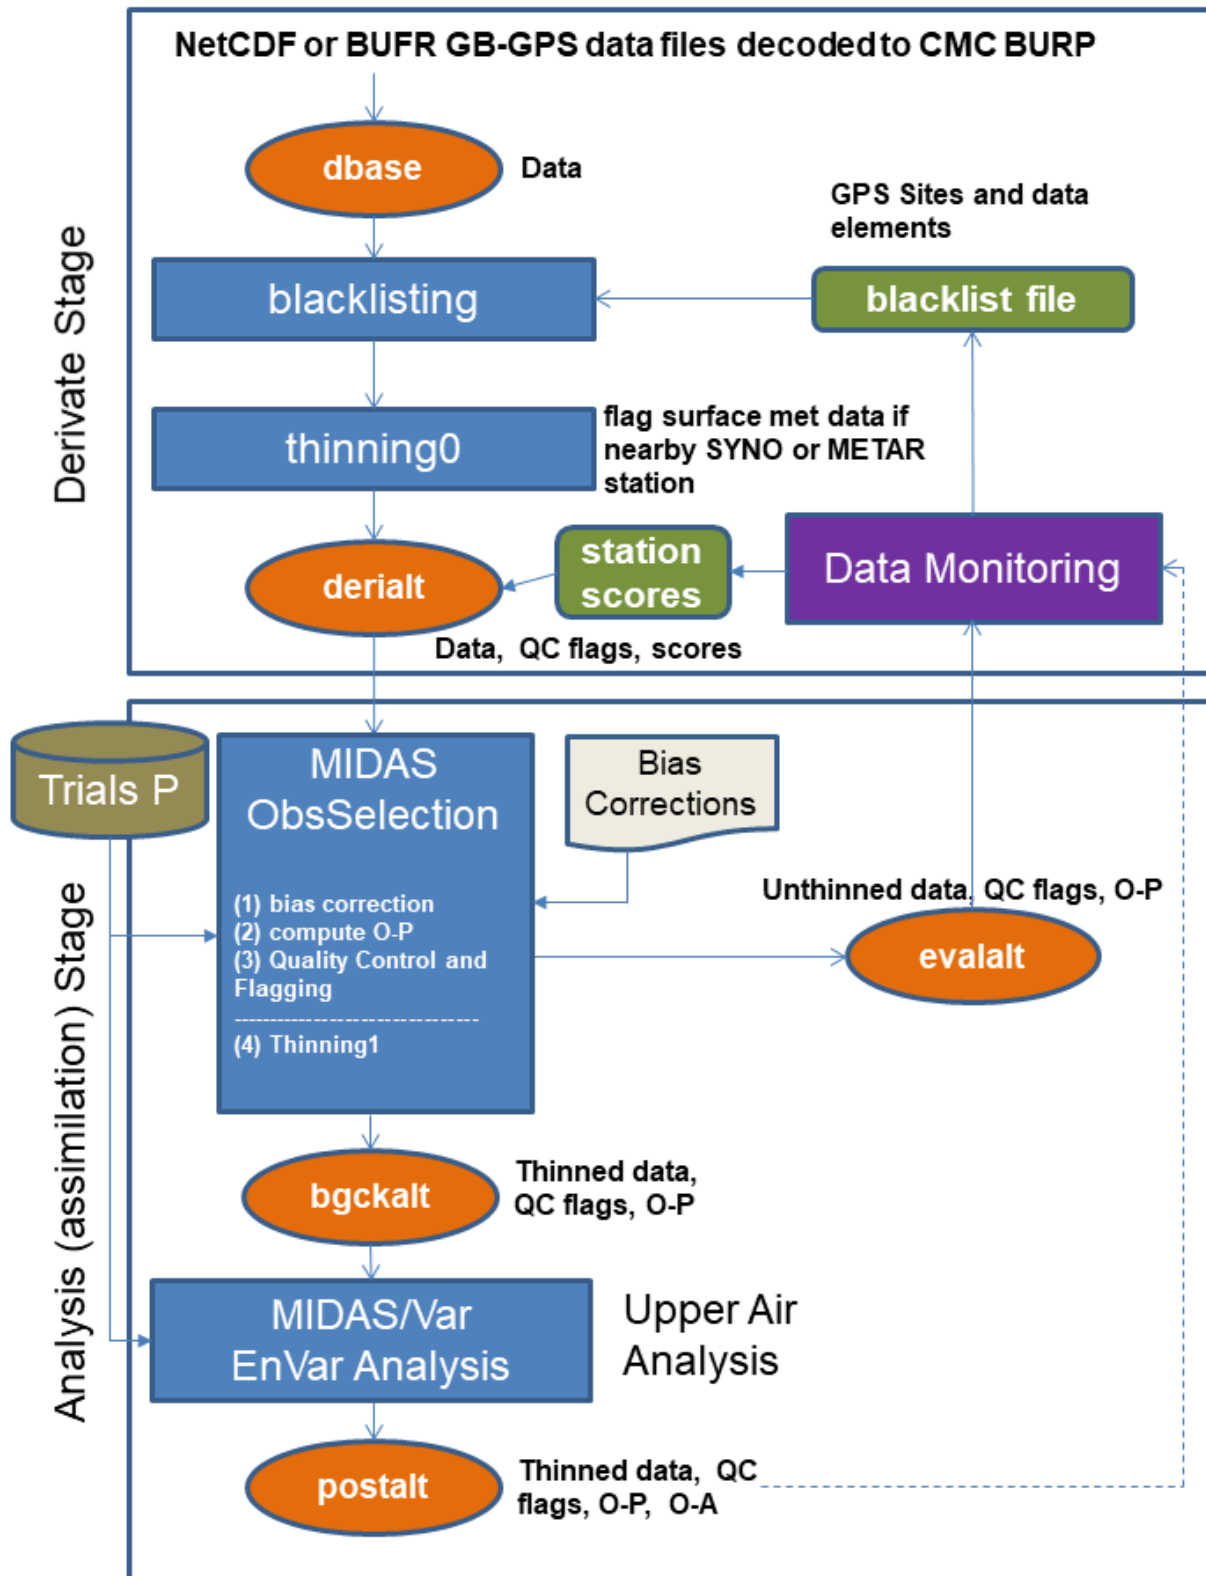 NetCDF or BUFR GB-GPS data files decoded to CMC BURP
dbase
Data
GPS Sites and data
elements
blacklisting
blacklist file
Derivate Stage
thinning0
flag surface met data if
nearby SYNO or METAR
station
station
scores
Data Monitoring
derialt
Data, QC flags, scores
Trials P
MIDAS
ObsSelection
(1) bias correction
(2) compute O-P
(3) Quality Control and
Flagging
---------------------------------
(4) Thinning1
Bias
Corrections
Unthinned data, QC flags, O-P
evalalt
Analysis (assimilation) Stage
bgckalt
Thinned data,
QC flags, O-P
MIDAS/Var
EnVar Analysis
Upper Air
Analysis
postalt
Thinned data, QC
flags, O-P, O-A